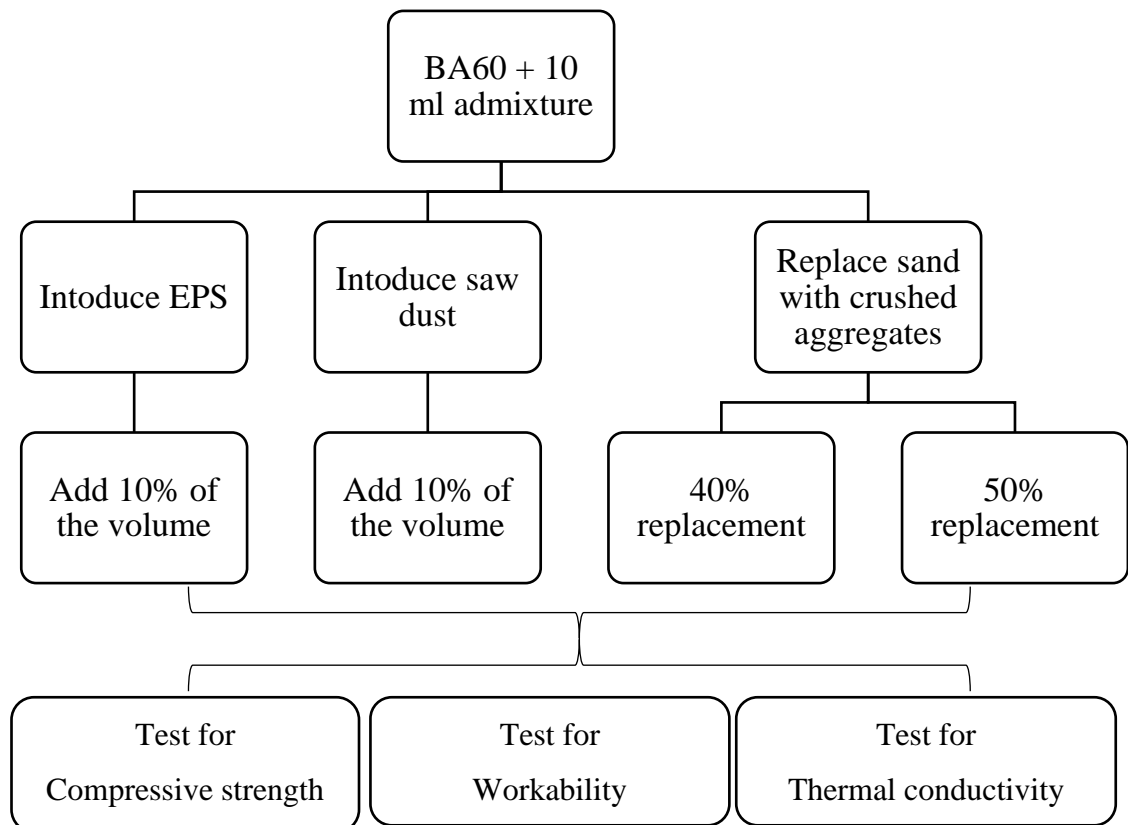 BA60 + 10
ml admixture
Intoduce EPS
Intoduce saw
dust
Replace sand
with crushed
aggregates
Add 10% of
the volume
Add 10% of
the volume
40%
replacement
50%
replacement
Test for
Compressive strength
Test for
Workability
Test for
Thermal conductivity